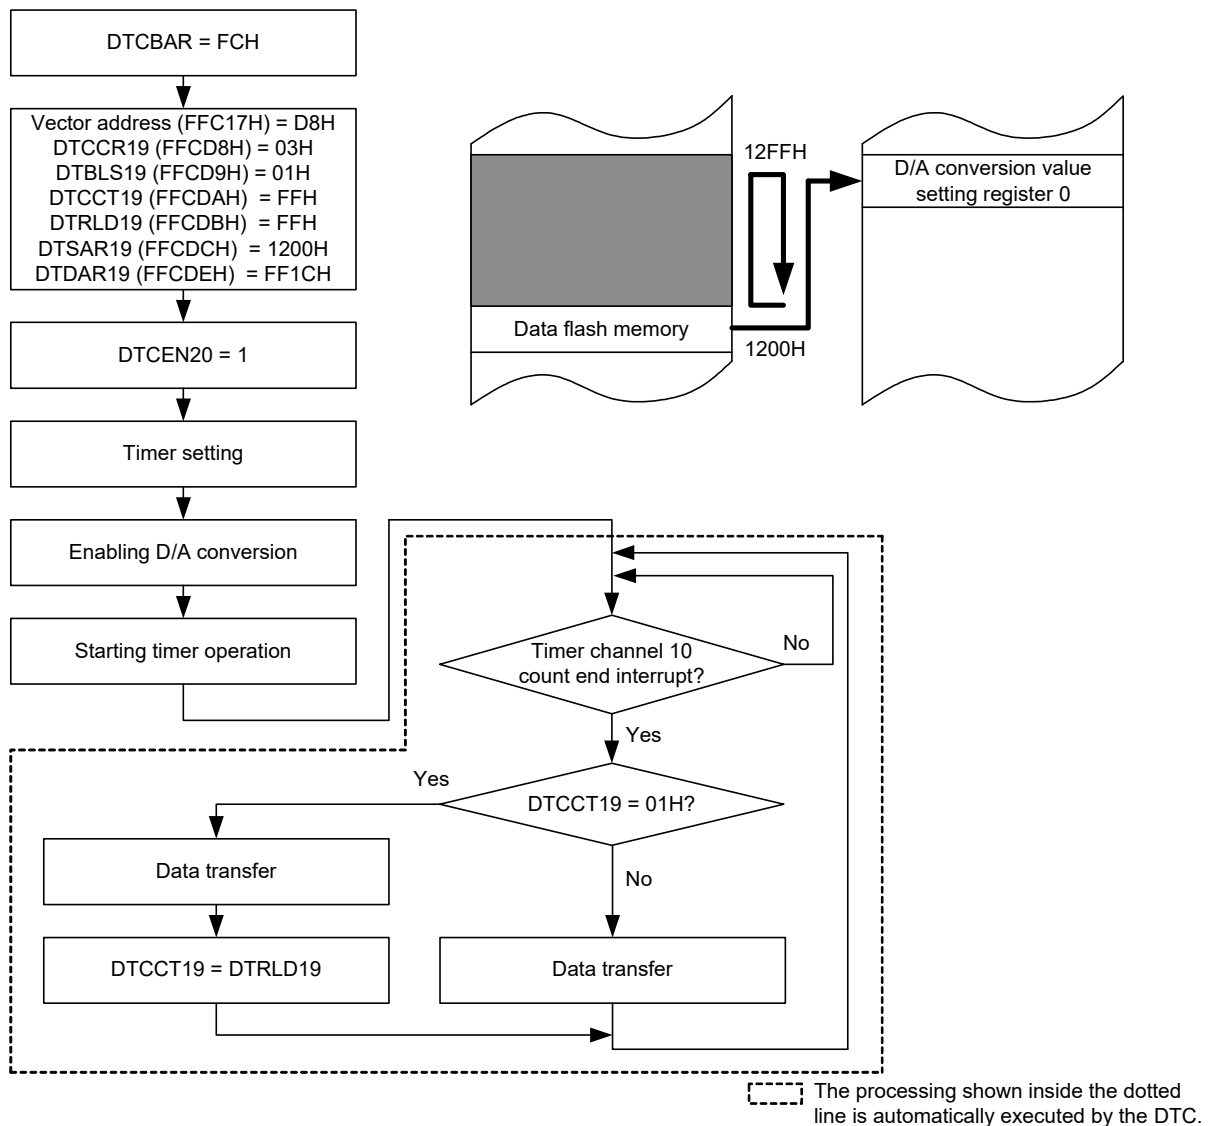 DTCBAR = FCH
Vector address (FFC17H) = D8H
DTCCR19 (FFCD8H) = 03H
DTBLS19 (FFCD9H) = 01H
DTCCT19 (FFCDAH) = FFH
DTRLD19 (FFCDBH) = FFH
DTSAR19 (FFCDCH) = 1200H
DTDAR19 (FFCDEH) = FF1CH
DTCEN20 = 1
Timer setting
Enabling D/A conversion
Starting timer operation
12FFH
D/A conversion value
setting register 0
Data flash memory
1200H
Timer channel 10
count end interrupt?
No
Yes
DTCCT19 = 01H?
Yes
No
Data transfer
DTCCT19 = DTRLD19
Data transfer
The processing shown inside the dotted
line is automatically executed by the DTC.